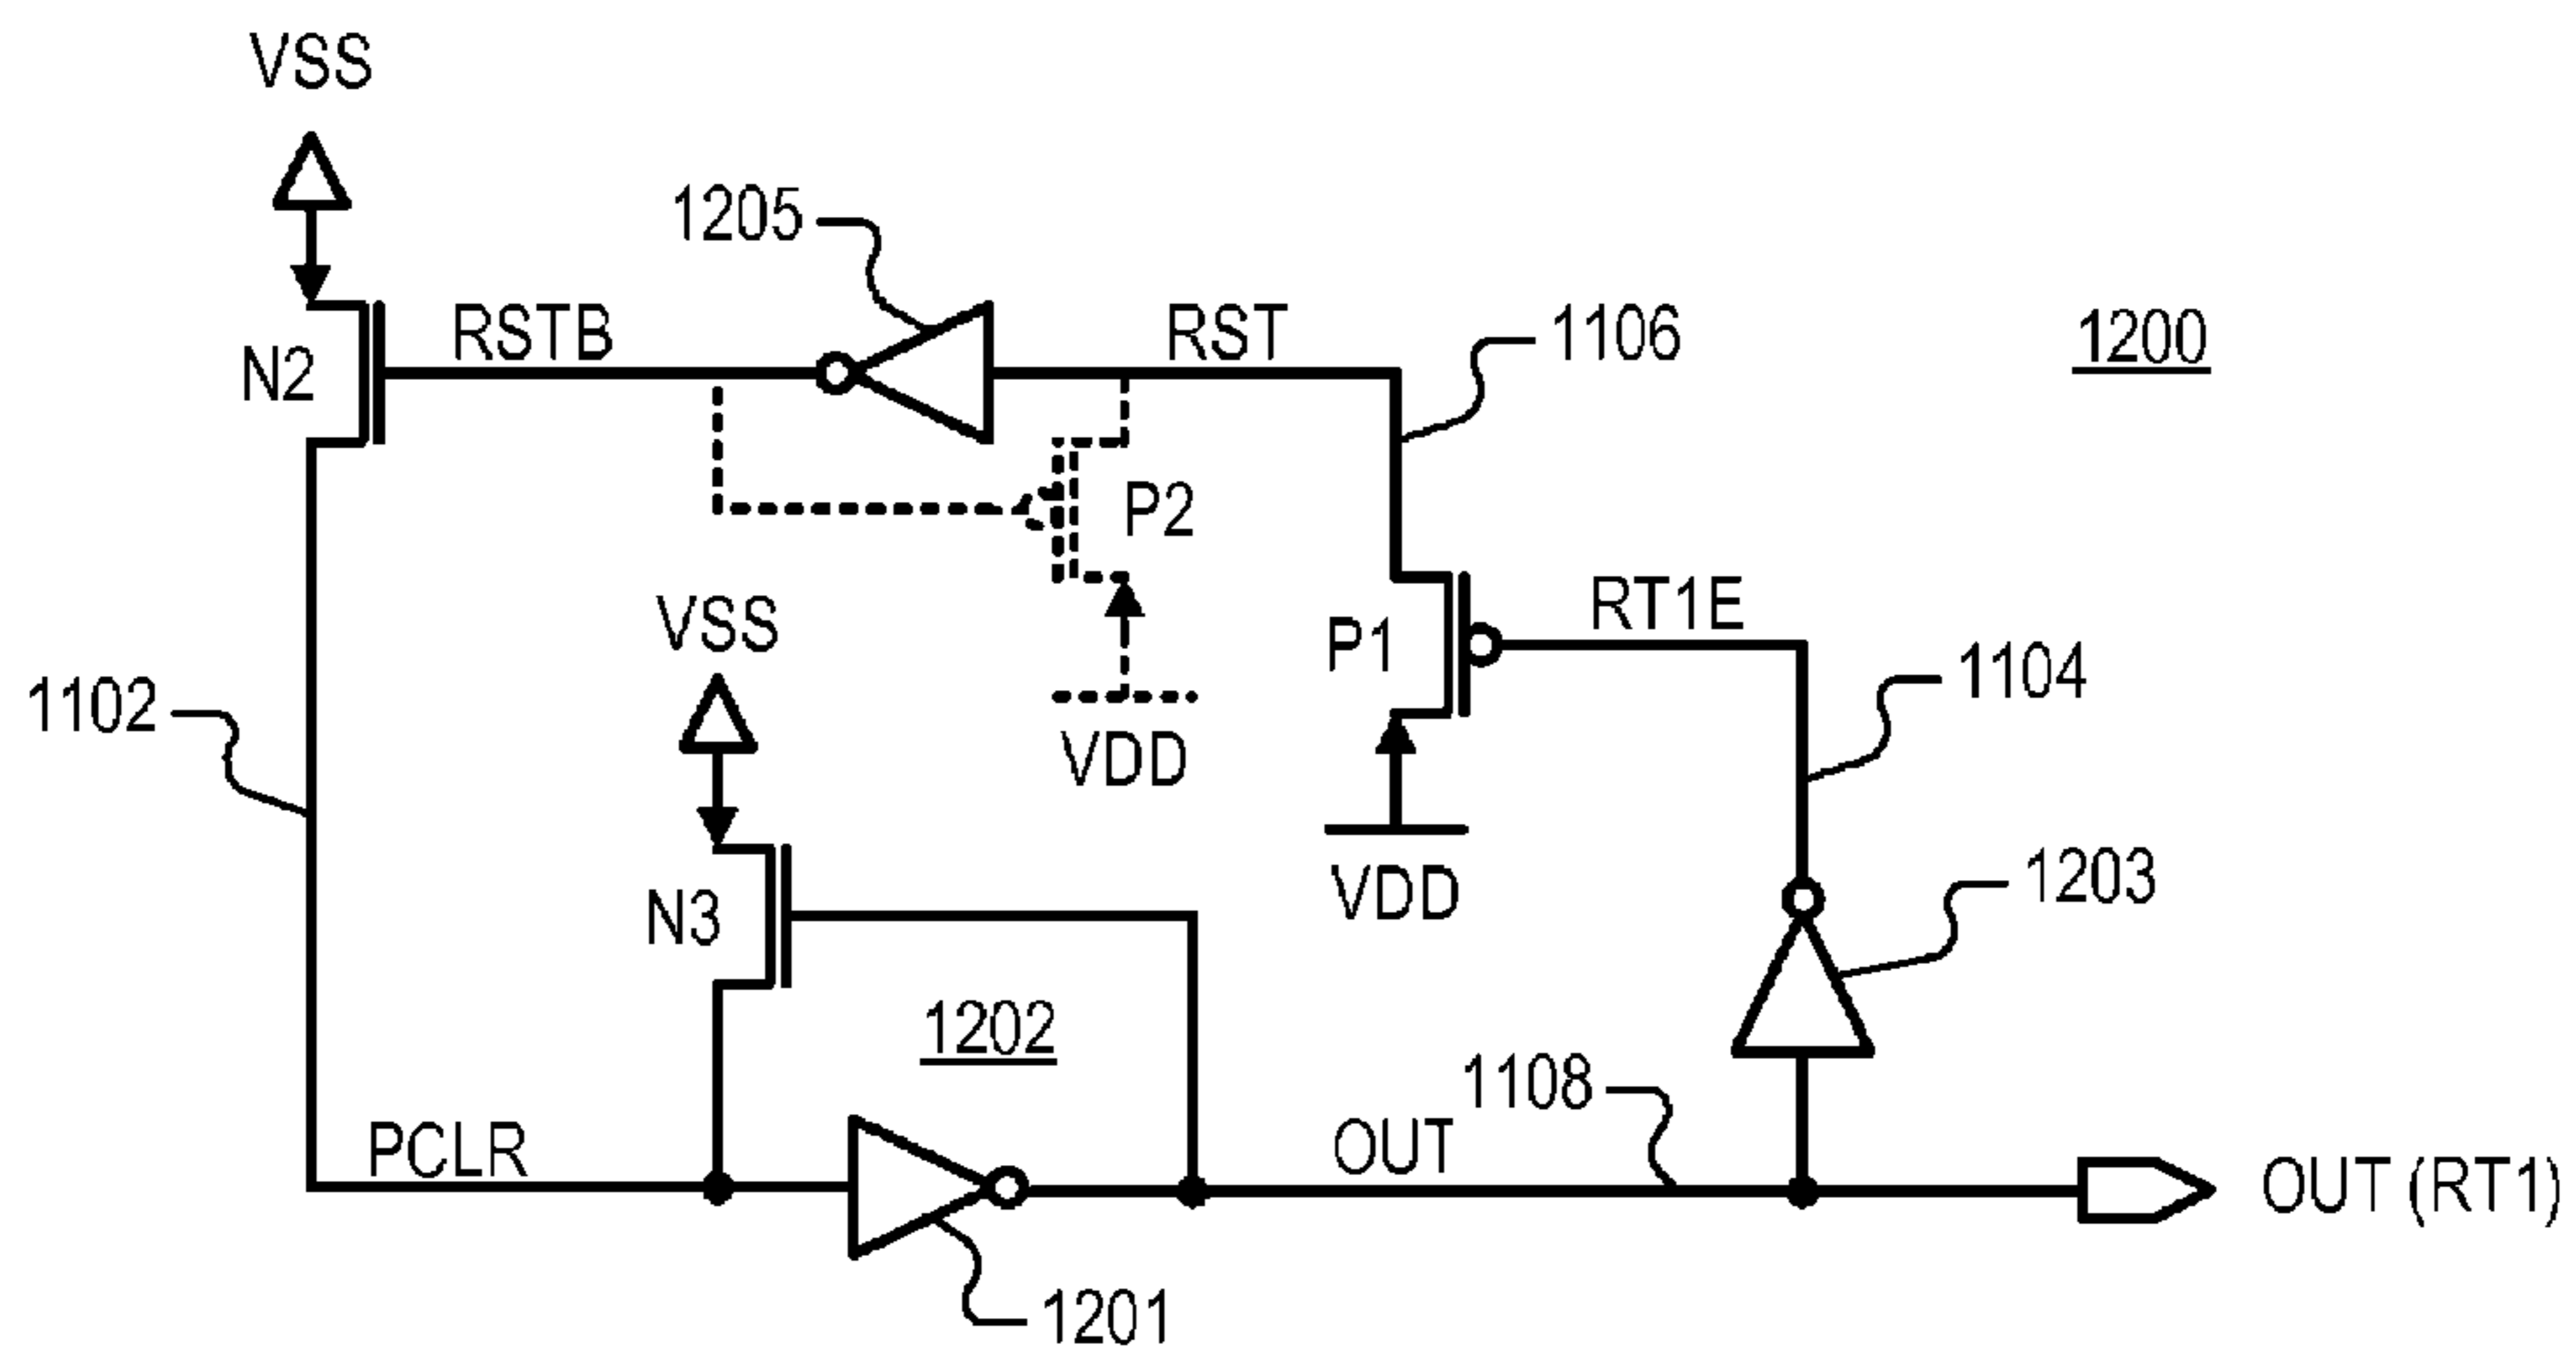 VSS
1205
RSTB
RST
1106
1200
N2
P2
RT1E
VSS
P1
1104
1102
VDD
VDD
1203
N3
1202
1108
PCLR
OUT
OUT (RT1)
1201